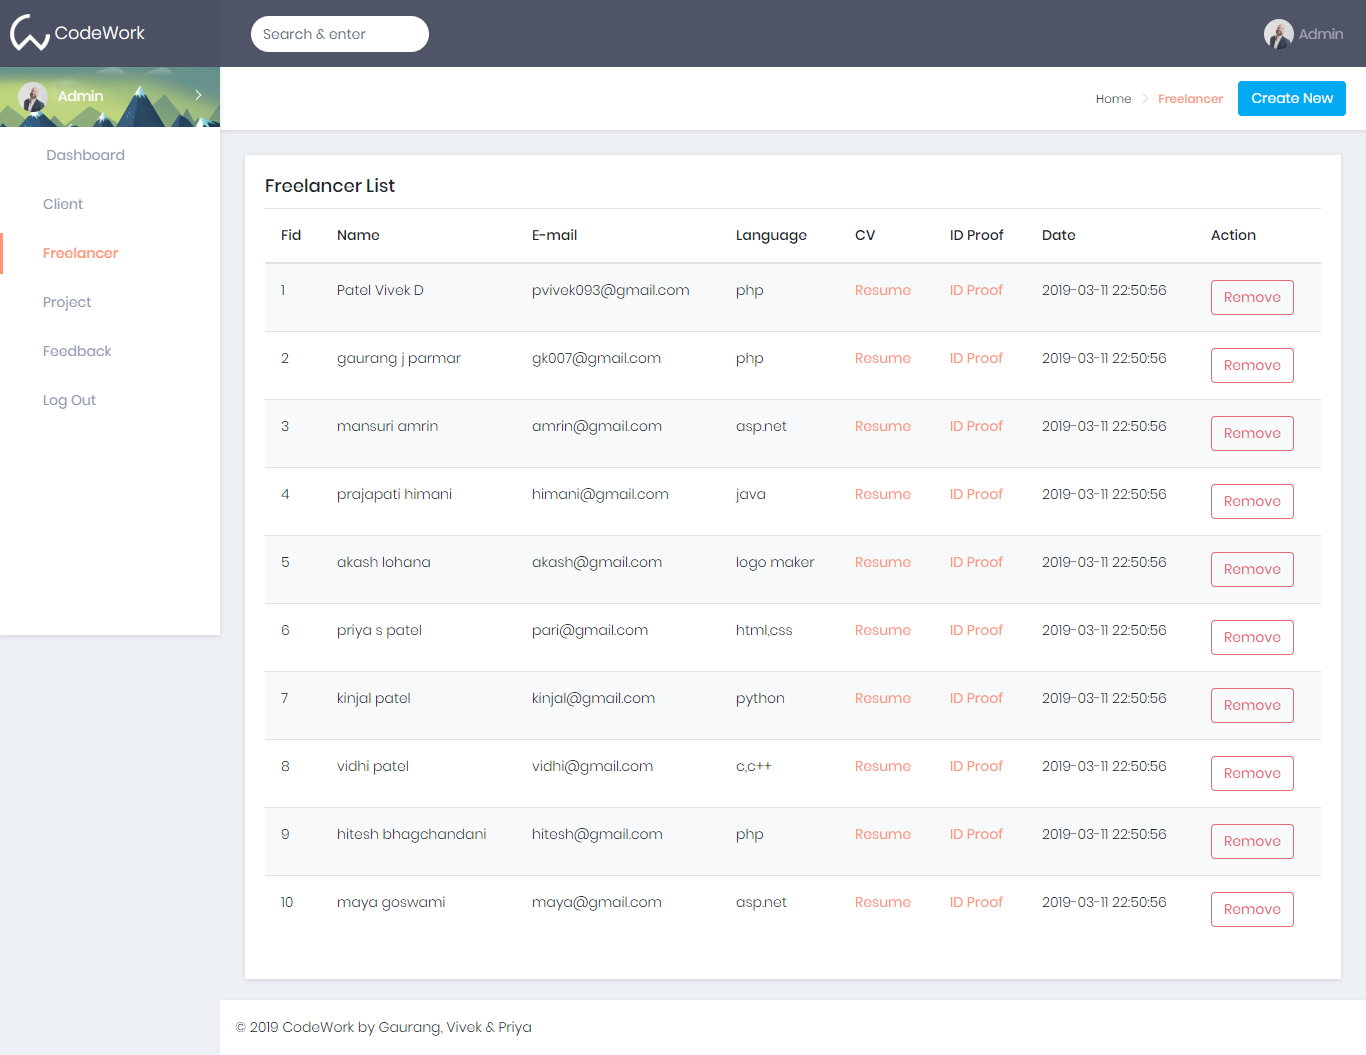 CodeWork
Search & enter
Admin
Admin
Home Freelancer Create New
Dashboard
Client
Freelancer
Project
Feedback
Log Out
Freelancer List
Fid Name E-mail Language CV ID Proof Date Action
1 Patel Vivek D pvivek093@gmail.com php Resume ID Proof 2019-03-11 22:50:56 Remove
2 gaurang j parmar gk007@gmail.com php Resume ID Proof 2019-03-11 22:50:56 Remove
3 mansuri amrin amrin@gmail.com asp.net Resume ID Proof 2019-03-11 22:50:56 Remove
4 prajapati himani himani@gmail.com java Resume ID Proof 2019-03-11 22:50:56 Remove
5 akash lohana akash@gmail.com logo maker Resume ID Proof 2019-03-11 22:50:56 Remove
6 priya s patel pari@gmail.com html,css Resume ID Proof 2019-03-11 22:50:56 Remove
7 kinjal patel kinjal@gmail.com python Resume ID Proof 2019-03-11 22:50:56 Remove
8 vidhi patel vidhi@gmail.com c,c++ Resume ID Proof 2019-03-11 22:50:56 Remove
9 hitesh bhagchandani hitesh@gmail.com php Resume ID Proof 2019-03-11 22:50:56 Remove
10 maya goswami maya@gmail.com asp.net Resume ID Proof 2019-03-11 22:50:56 Remove
© 2019 CodeWork by Gaurang, Vivek & Priya